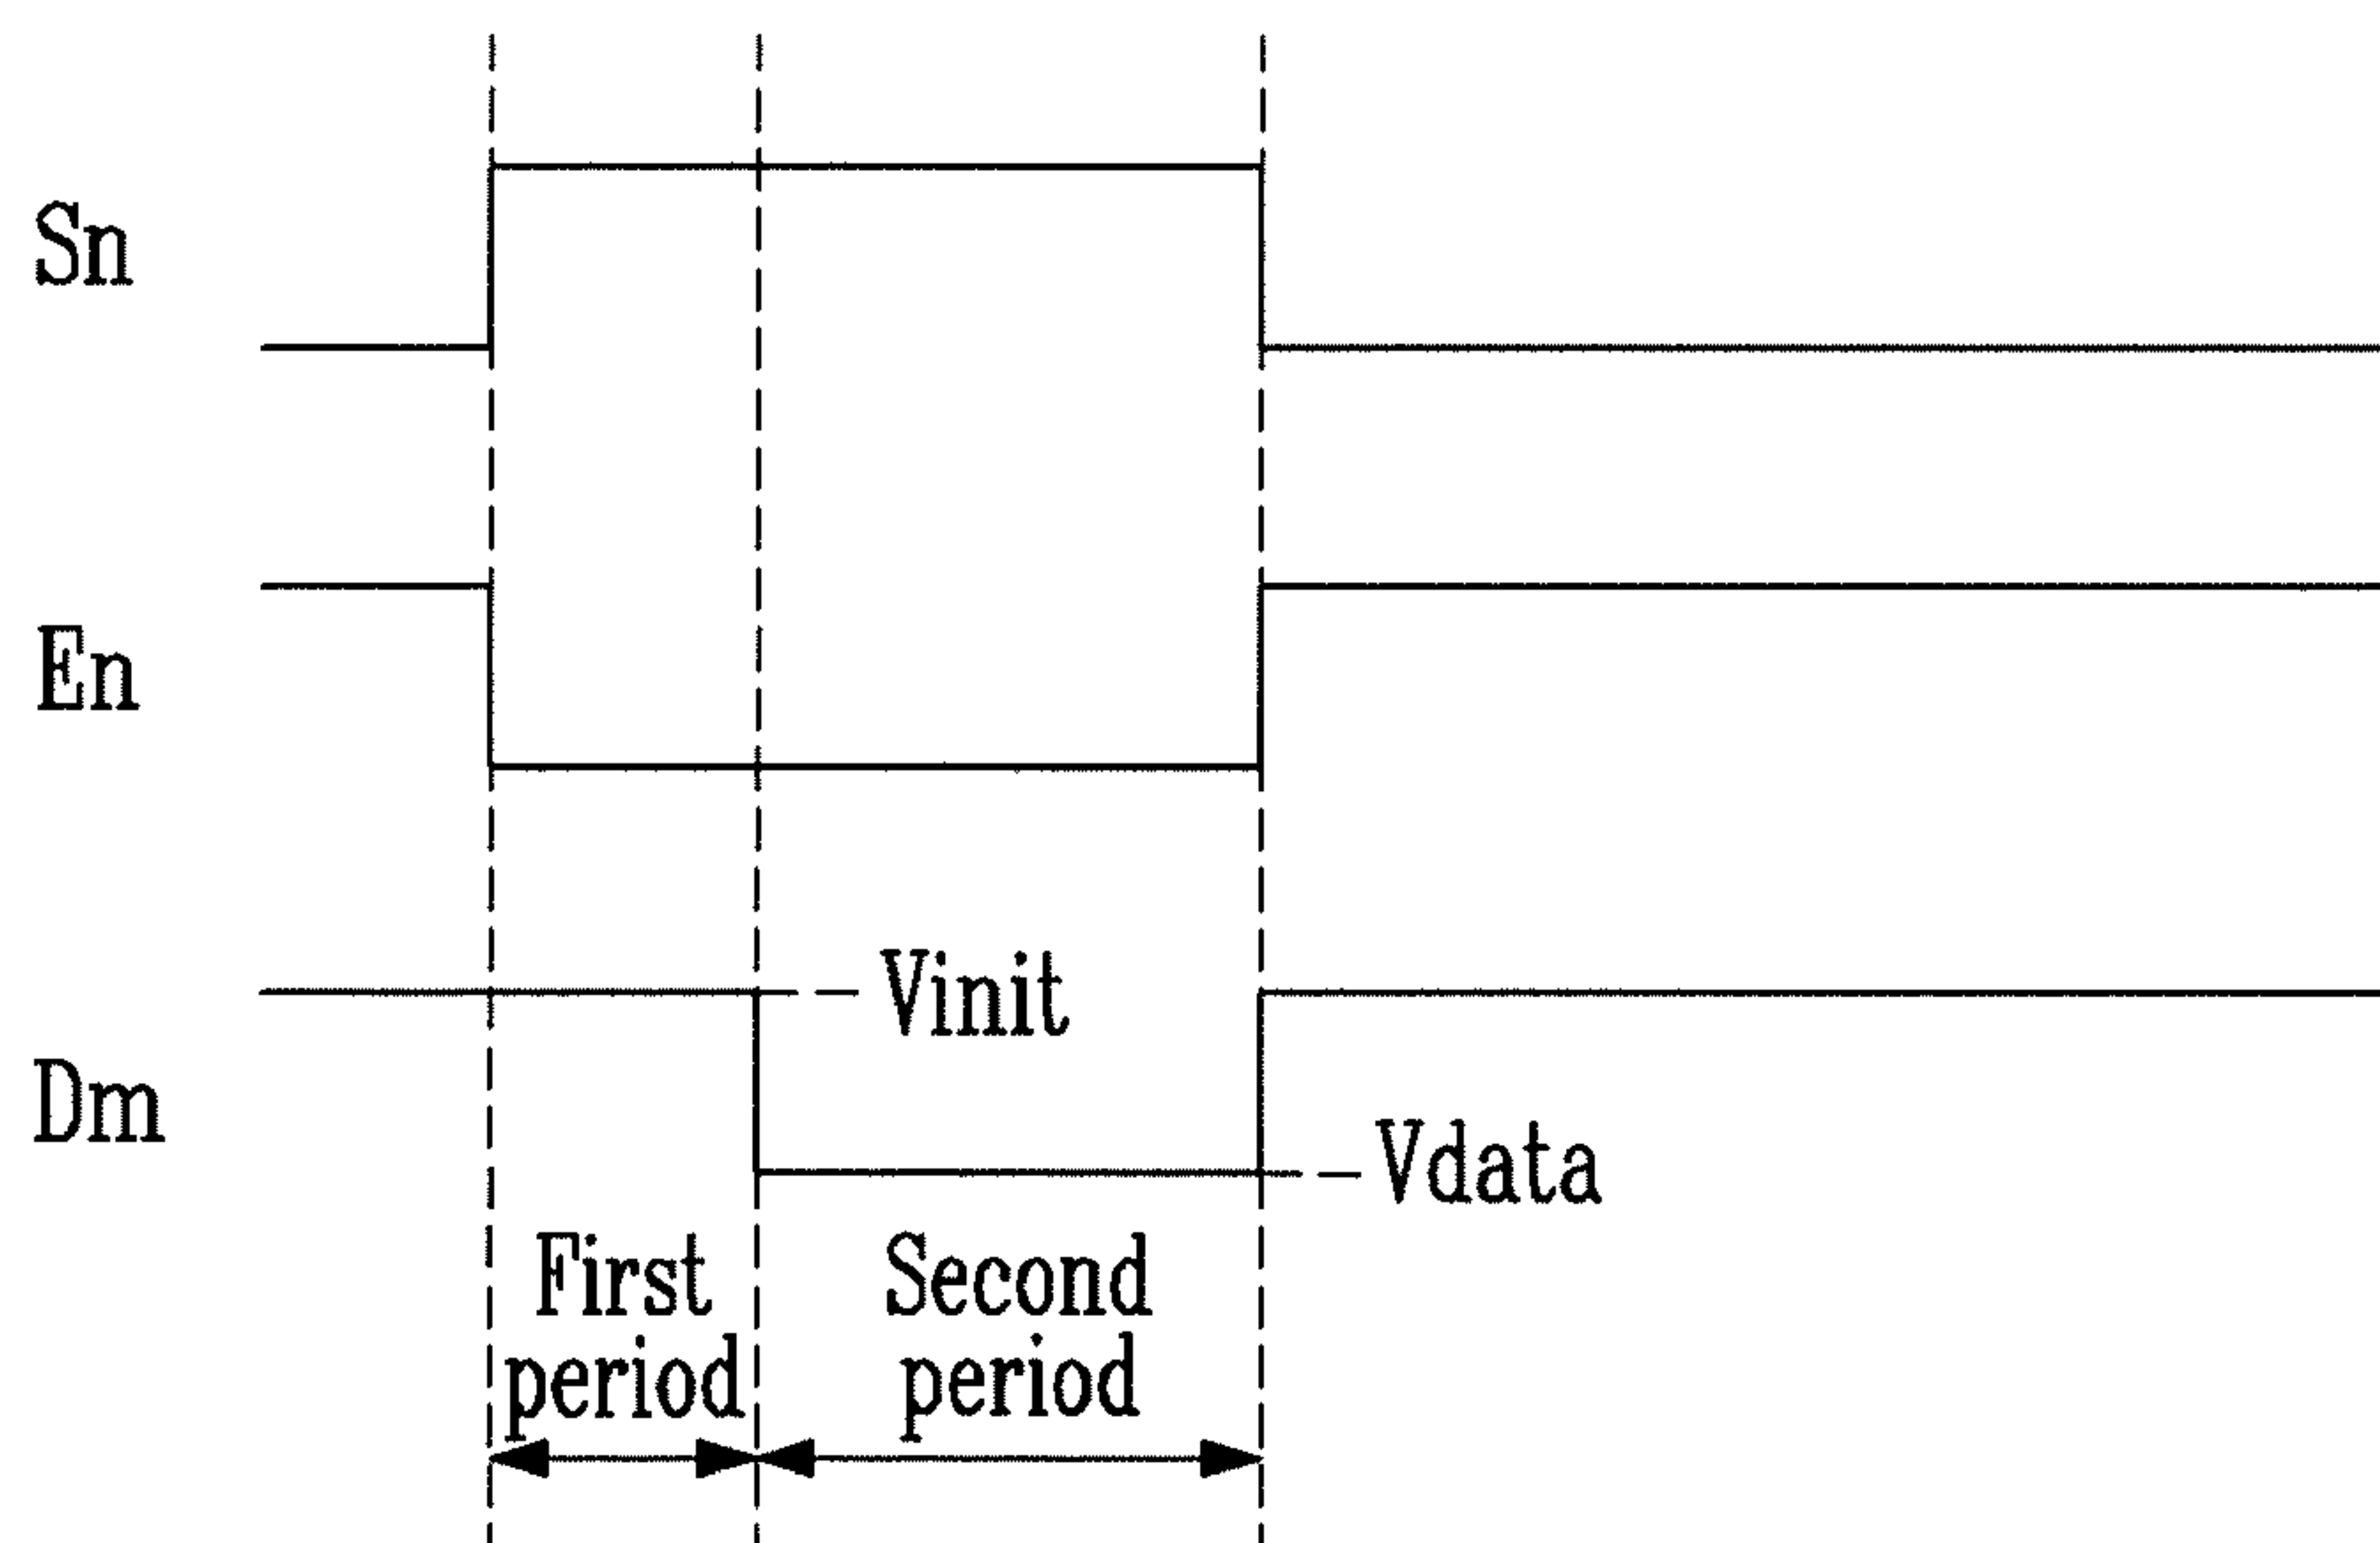 Sn
En
Vinit
Dm
Vdata
First
period
Second
period